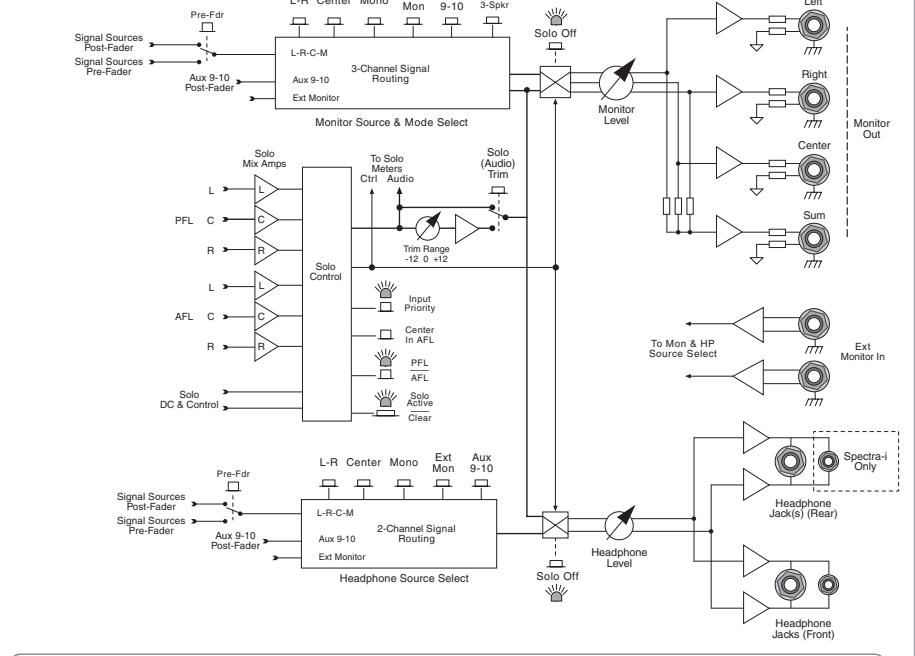 L-R Center Mono
Mon 9-10 3-Spkr
Pre-Fdr
Signal Sources
Post-Fader
Signal Sources
Pre-Fader
L-R-C-M
3-Channel Signal
Routing
Aux 9-10
Post-Fader
Aux 9-10
Ext Monitor
Monitor Source & Mode Select
Solo Off
Monitor
Level
Left
Right
Center
Sum
Monitor
Out
Solo
Mix Amps
L
L
PFL C
C
R
R
L
L
AFL C
C
R
R
Solo
DC & Control
Solo
Control
To Solo
Meters
Ctrl Audio
Solo
(Audio)
Trim
Trim Range
-12 0 +12
Input
Priority
Center
In AFL
PFL
AFL
Solo
Active
Clear
To Mon & HP
Source Select
Ext
Monitor In
L-R Center Mono
Ext
Mon
Aux
9-10
Pre-Fdr
Signal Sources
Post-Fader
Signal Sources
Pre-Fader
L-R-C-M
2-Channel Signal
Routing
Aux 9-10
Post-Fader
Aux 9-10
Ext Monitor
Headphone Source Select
Solo Off
Headphone
Level
Spectra-i
Only
Headphone
Jack(s) (Rear)
Headphone
Jacks (Front)